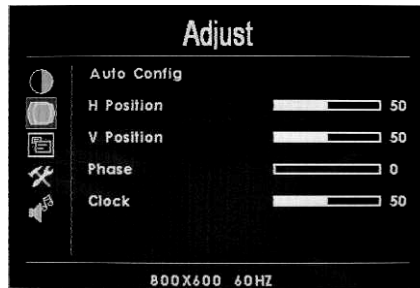 Adjust
Auto Config
H Position 50
V Position 50
Phase 0
Clock 50
800X600 60HZ